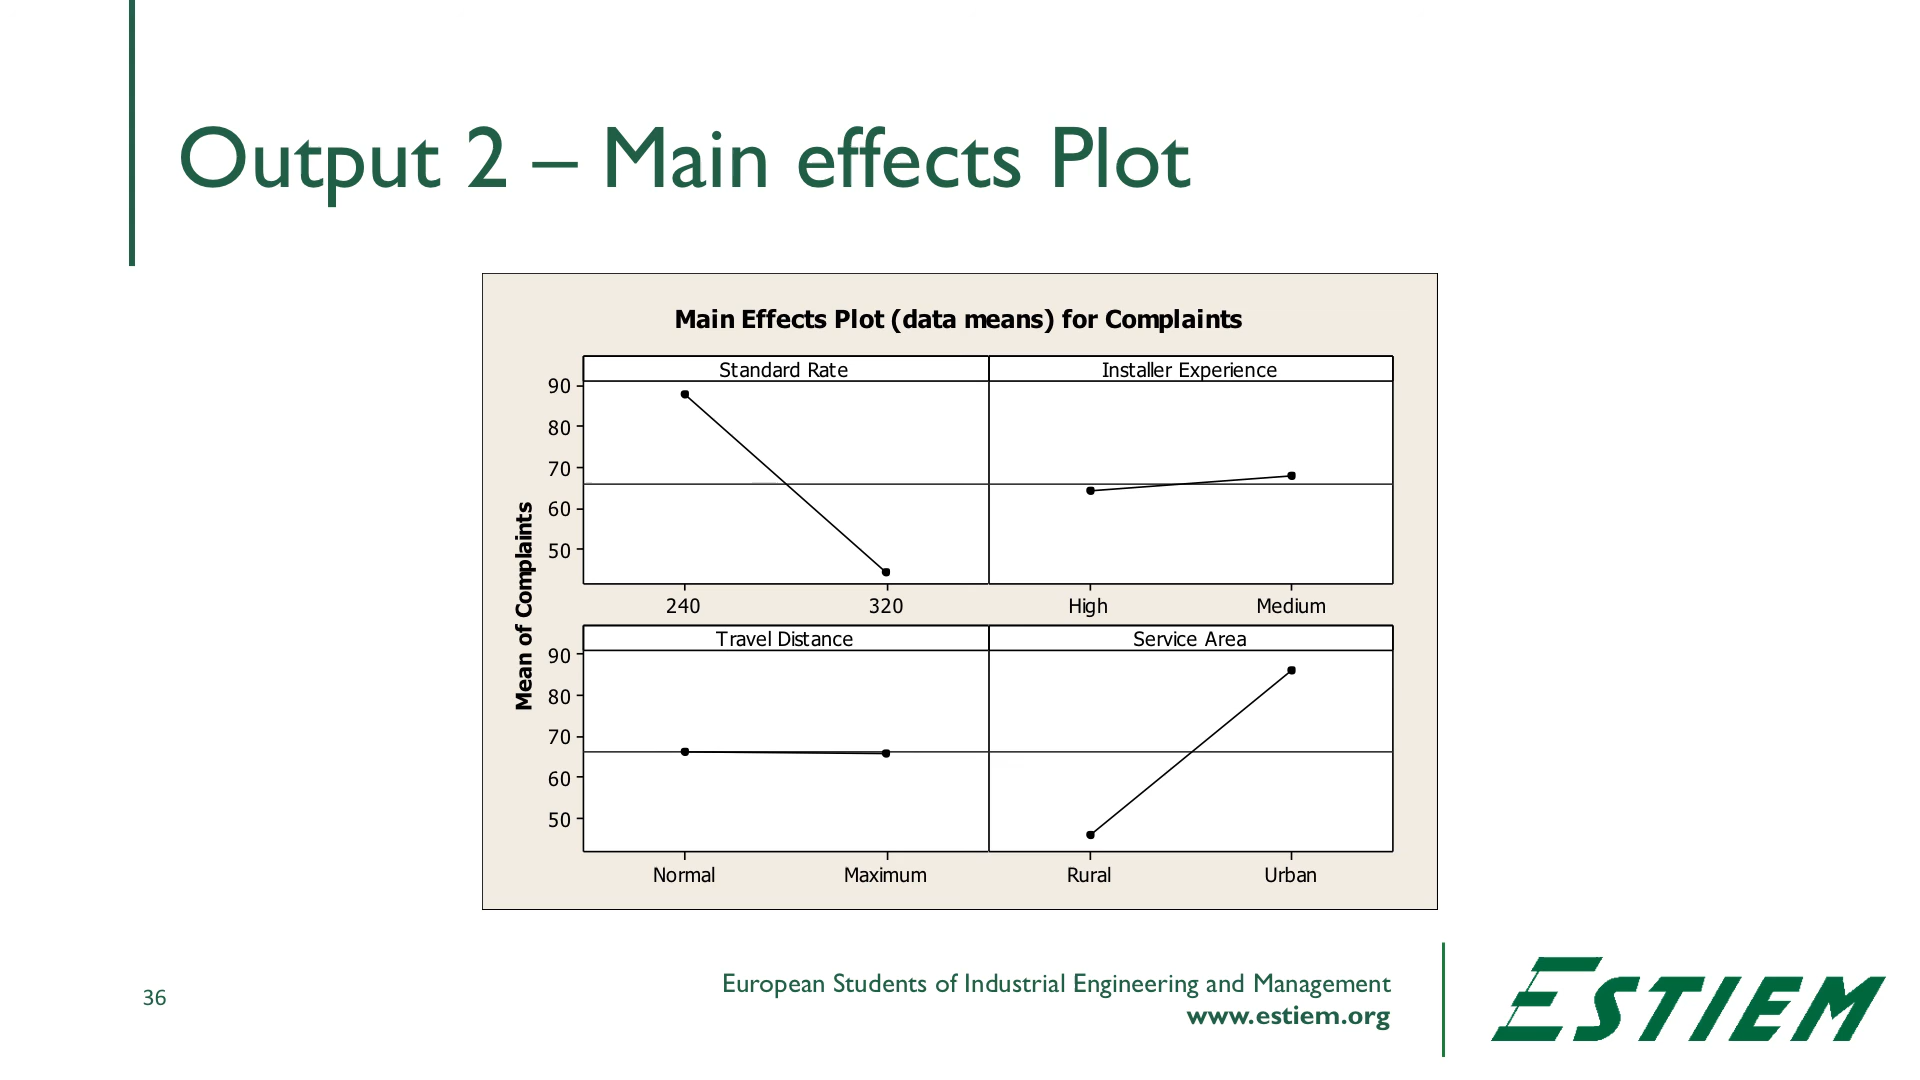 Output 2 – Main effects Plot
Main Effects Plot (data means) for Complaints
Mean of Complaints
Standard Rate
Installer Experience
90
80
70
60
50
240
320
High
Medium
Travel Distance
Service Area
90
80
70
60
50
Normal
Maximum
Rural
Urban
36
European Students of Industrial Engineering and Management
www.estiem.org
ESTIEM